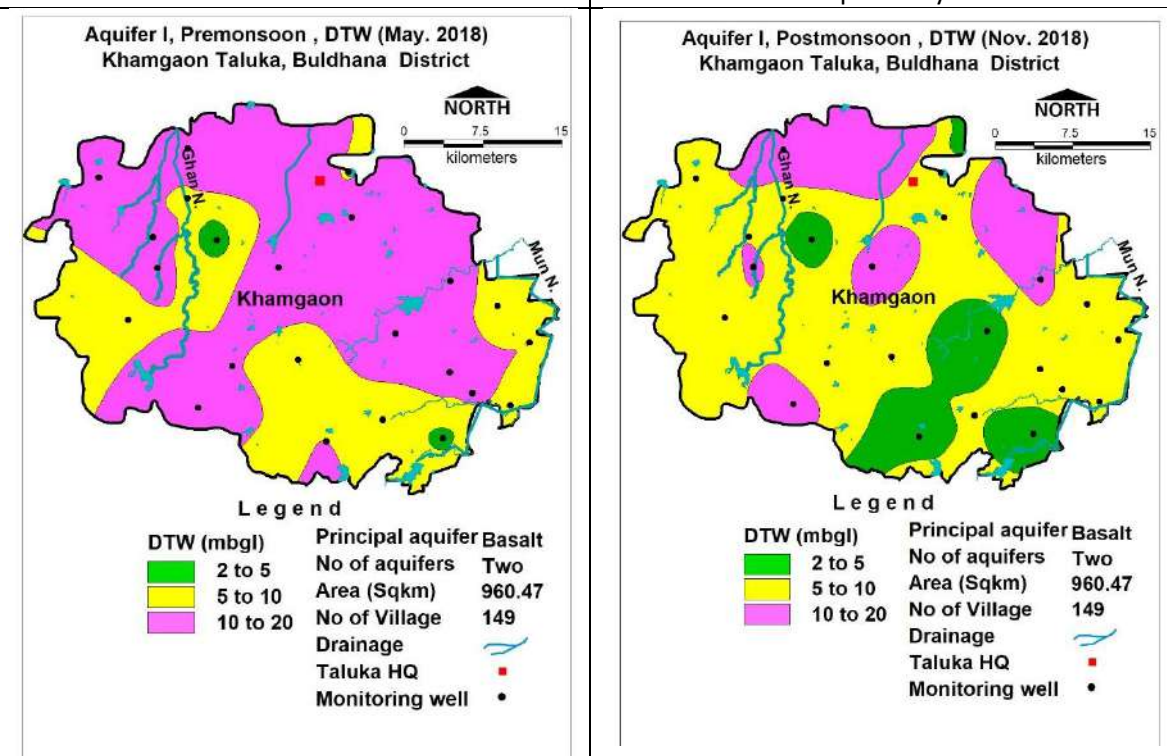 Aquifer I, Premonsoon , DTW (May. 2018)
Khamgaon Taluka, Buldhana District
NORTH
0 7.5 15
kilometers
Ghan N.
Mun N.
Khamgaon
Legend
DTW (mbgl)
2 to 5
5 to 10
10 to 20
Principal aquifer Basalt
No of aquifers Two
Area (Sqkm) 960.47
No of Village 149
Drainage
Taluka HQ
Monitoring well
Aquifer I, Postmonsoon , DTW (Nov. 2018)
Khamgaon Taluka, Buldhana District
NORTH
0 7.5 15
kilometers
Ghan N.
Mun N.
Khamgaon
Legend
DTW (mbgl)
2 to 5
5 to 10
10 to 20
Principal aquifer Basalt
No of aquifers Two
Area (Sqkm) 960.47
No of Village 149
Drainage
Taluka HQ
Monitoring well